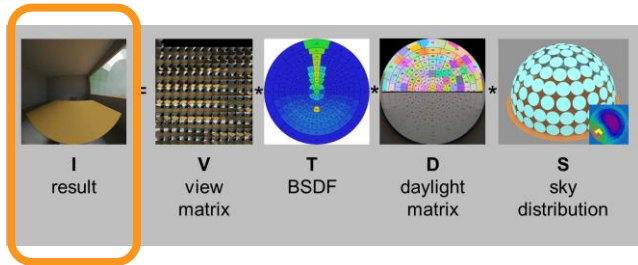 = * * *
I V T D S
result view BSDF daylight sky
matrix matrix distribution